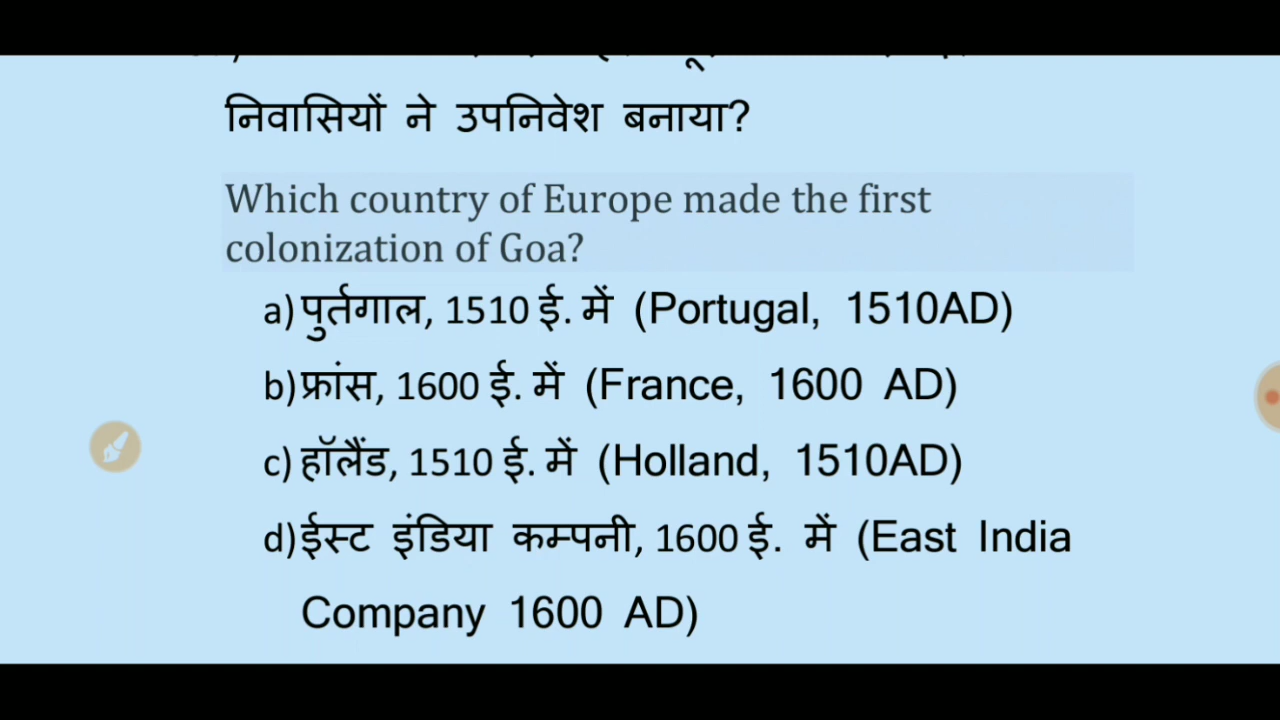 निवासियों ने उपनिवेश बनाया?
Which country of Europe made the first
colonization of Goa?
a) पुर्तगाल, 1510 ई. में (Portugal, 1510AD)
b) फ्रांस, 1600 ई. में (France, 1600 AD)
c) हॉलैंड, 1510 ई. में (Holland, 1510AD)
d) ईस्ट इंडिया कम्पनी, 1600 ई. में (East India
Company 1600 AD)